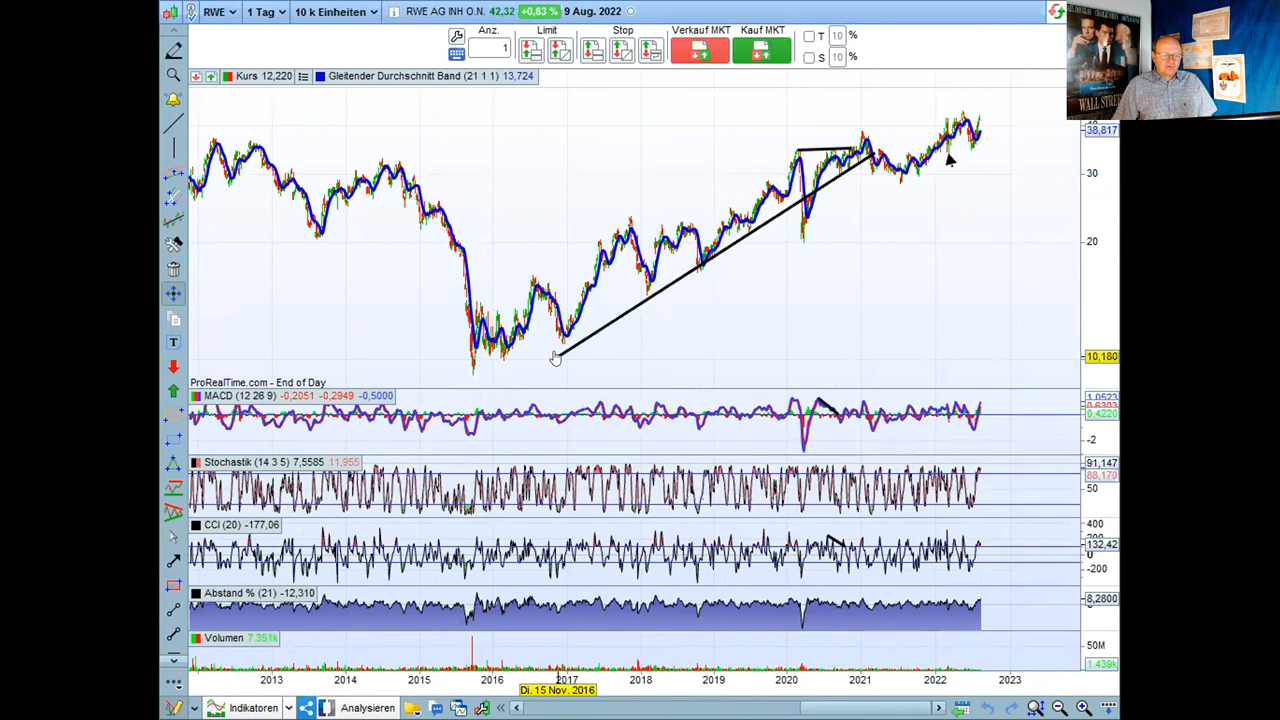 RWE 1 Tag 10 k Einheiten RWE AG INH O.N. 42,32 +0,83 % 9 Aug. 2022
Anz. Limit Stop Verkauf MKT Kauf MKT T 10 %
1 S 10 %
Kurs 12,220 Gleitender Durchschnitt Band (21 1 1) 13,724
WALL STREET
38,817
30
20
10,180
ProRealTime.com - End of Day
MACD (12 26 9) -0,2051 -0,2949 -0,5000
1,0523
0,4220
-2
Stochastik (14 3 5) 7,5585 11,955
91,147
88,170
50
CCI (20) -177,06
400
132,42
0
-200
Abstand % (21) -12,310
8,2800
Volumen 7.351k
50M
1.439k
2013 2014 2015 2016 2017 2018 2019 2020 2021 2022 2023
Di. 15 Nov. 2016
Indikatoren Analysieren